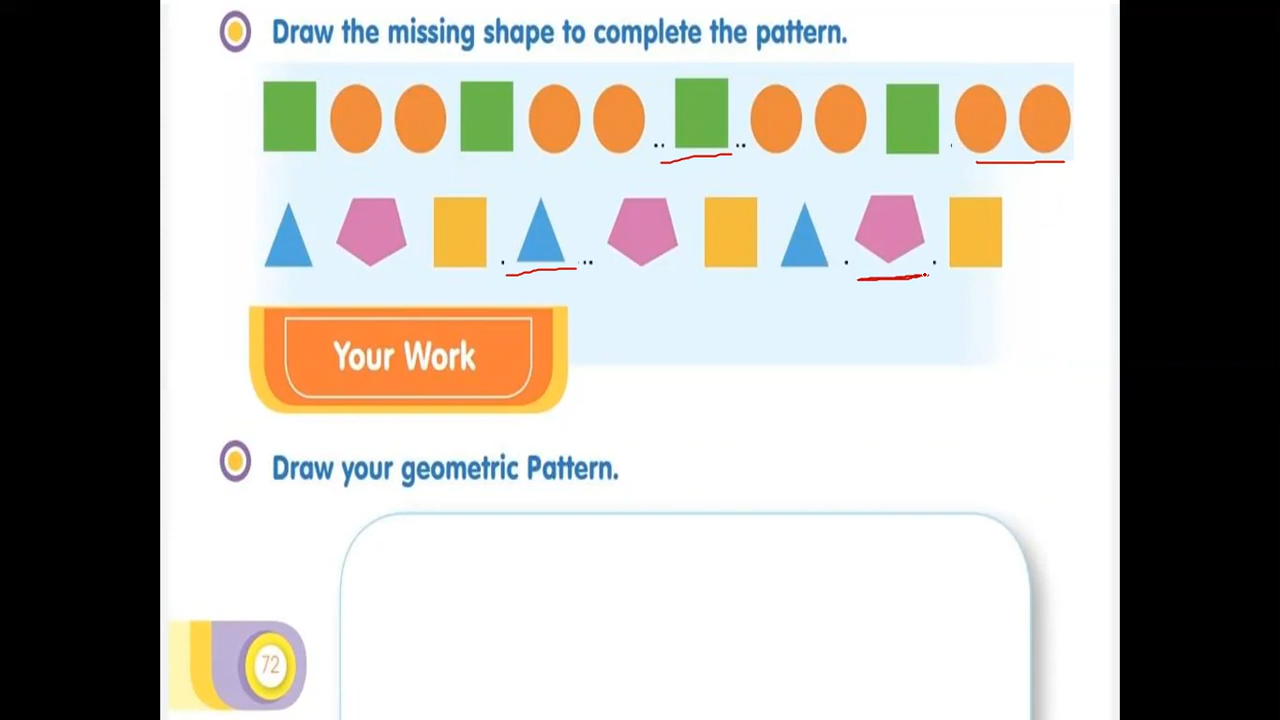 Draw the missing shape to complete the pattern.
Your Work
Draw your geometric Pattern.
72